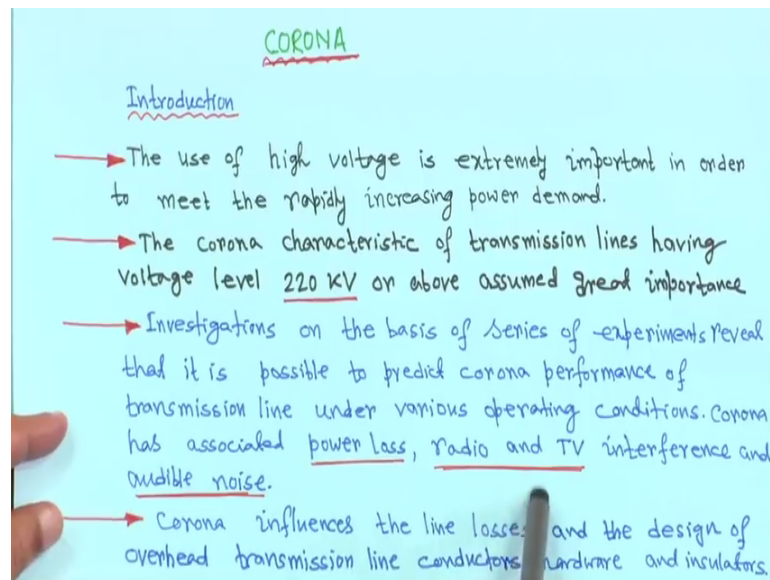 CORONA
Introduction
The use of high voltage is extremely important in order
to meet the rapidly increasing power demand.
The corona characteristic of transmission lines having
voltage level 220 KV or above assumed great importance
Investigations on the basis of series of experiments reveal
that it is possible to predict corona performance of
transmission line under various operating conditions. Corona
has associated power loss, radio and TV interference and
audible noise.
Corona influences the line losses and the design of
overhead transmission line conductors hardware and insulators.